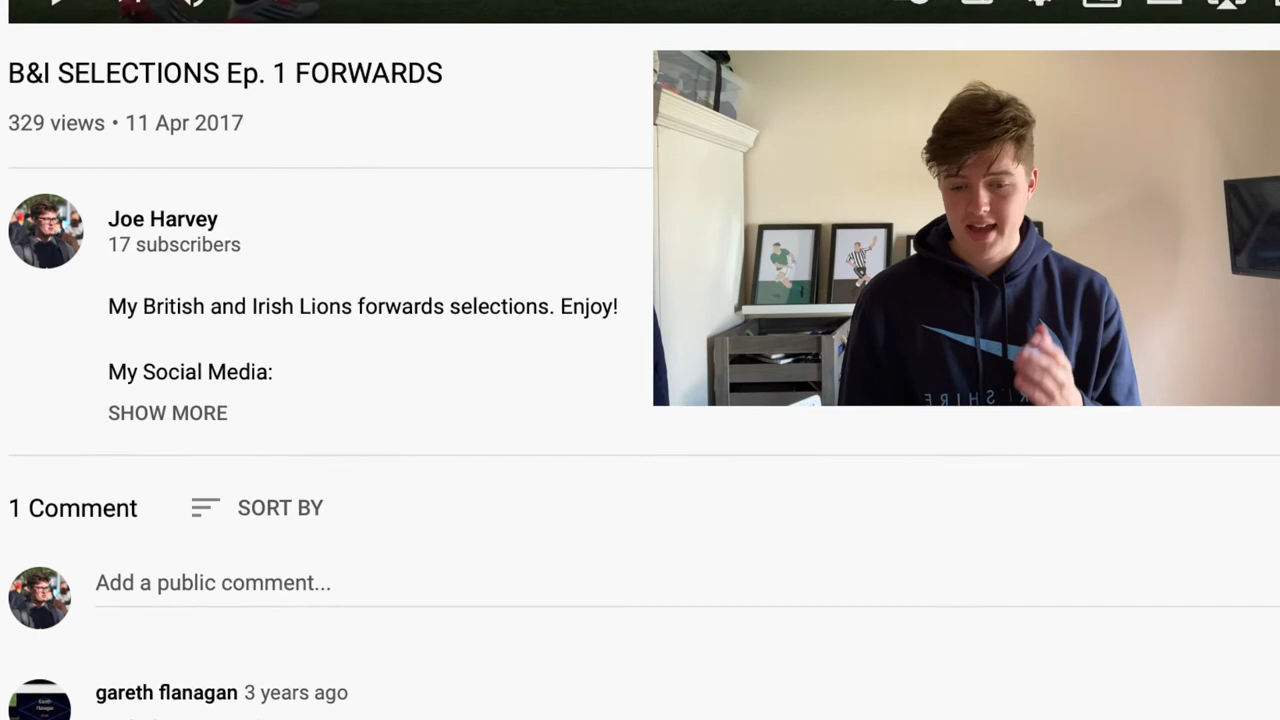 B&I SELECTIONS Ep. 1 FORWARDS
329 views • 11 Apr 2017
Joe Harvey
17 subscribers
My British and Irish Lions forwards selections. Enjoy!
My Social Media:
SHOW MORE
1 Comment
SORT BY
Add a public comment...
gareth flanagan 3 years ago